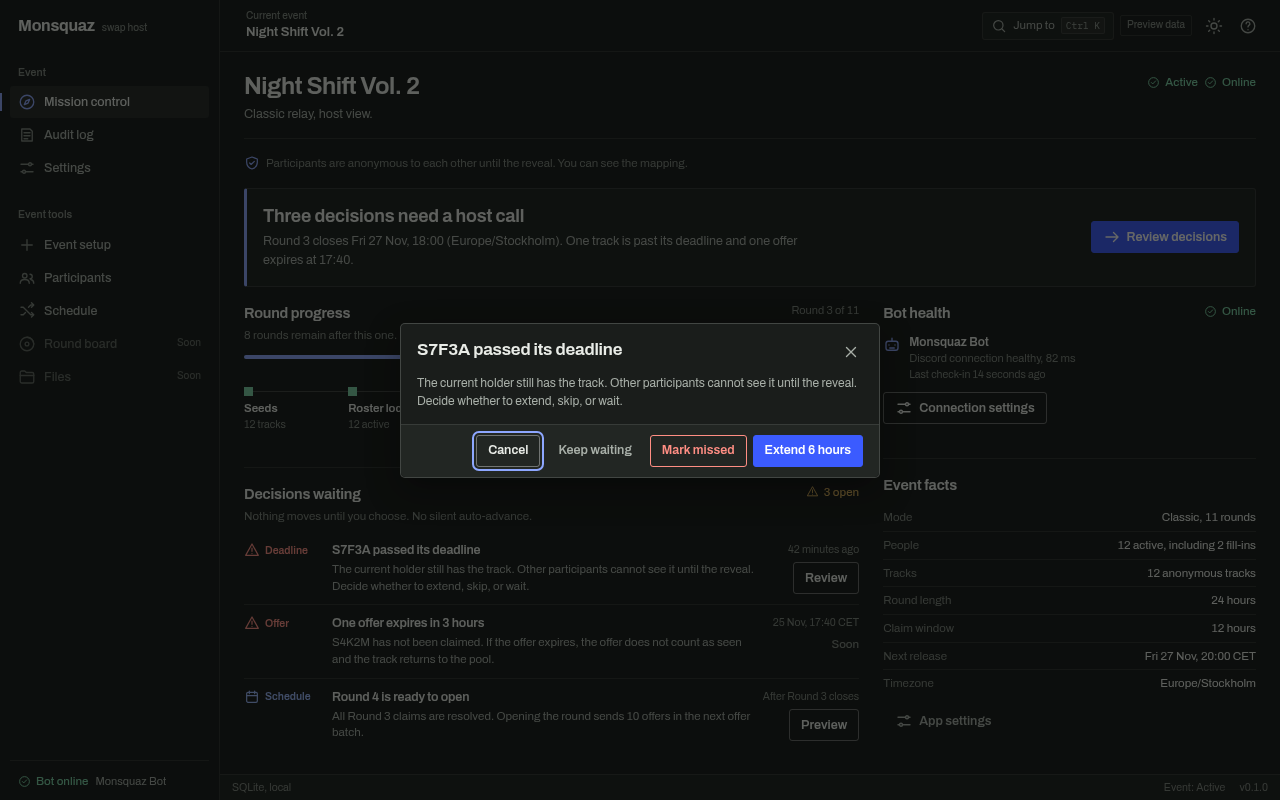 Monsquaz swap host
Current event
Night Shift Vol. 2
Jump to Ctrl K
Preview data
Event
Mission control
Audit log
Settings
Event tools
Event setup
Participants
Schedule
Round board Soon
Files Soon
Bot online Monsquaz Bot
Night Shift Vol. 2
Active Online
Classic relay, host view.
Participants are anonymous to each other until the reveal. You can see the mapping.
Three decisions need a host call
Round 3 closes Fri 27 Nov, 18:00 (Europe/Stockholm). One track is past its deadline and one offer
expires at 17:40.
Review decisions
Round progress
Round 3 of 11
8 rounds remain after this one.
Seeds
12 tracks
Roster loc
12 active
S7F3A passed its deadline
The current holder still has the track. Other participants cannot see it until the reveal.
Decide whether to extend, skip, or wait.
Cancel Keep waiting Mark missed Extend 6 hours
Decisions waiting
3 open
Nothing moves until you choose. No silent auto-advance.
Deadline
S7F3A passed its deadline
42 minutes ago
The current holder still has the track. Other participants cannot see it until the reveal.
Decide whether to extend, skip, or wait.
Review
Offer
One offer expires in 3 hours
25 Nov, 17:40 CET
S4K2M has not been claimed. If the offer expires, the offer does not count as seen
and the track returns to the pool.
Soon
Schedule
Round 4 is ready to open
After Round 3 closes
All Round 3 claims are resolved. Opening the round sends 10 offers in the next offer
batch.
Preview
Bot health
Online
Monsquaz Bot
Discord connection healthy, 82 ms
Last check-in 14 seconds ago
Connection settings
Event facts
Mode Classic, 11 rounds
People 12 active, including 2 fill-ins
Tracks 12 anonymous tracks
Round length 24 hours
Claim window 12 hours
Next release Fri 27 Nov, 20:00 CET
Timezone Europe/Stockholm
App settings
SQLite, local
Event: Active v0.1.0